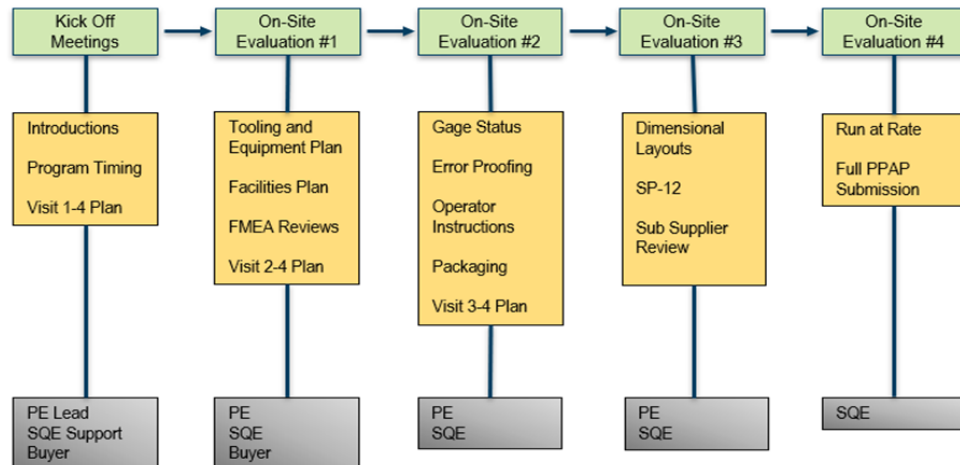 Kick Off
Meetings
On-Site
Evaluation #1
On-Site
Evaluation #2
On-Site
Evaluation #3
On-Site
Evaluation #4
Introductions
Program Timing
Visit 1-4 Plan
Tooling and
Equipment Plan
Facilities Plan
FMEA Reviews
Visit 2-4 Plan
Gage Status
Error Proofing
Operator
Instructions
Packaging
Visit 3-4 Plan
Dimensional
Layouts
SP-12
Sub Supplier
Review
Run at Rate
Full PPAP
Submission
PE Lead
SQE Support
Buyer
PE
SQE
Buyer
PE
SQE
PE
SQE
SQE